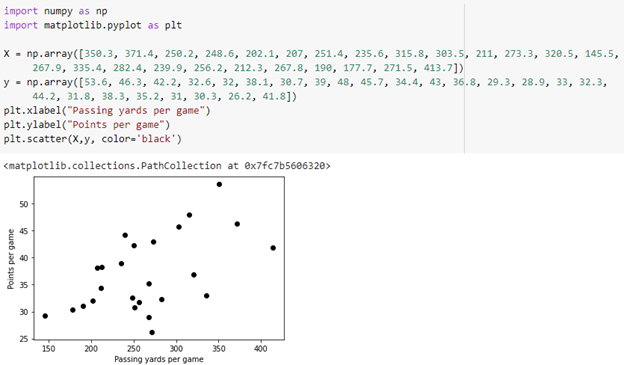 import numpy as np
import matplotlib.pyplot as plt
X = np.array([350.3, 371.4, 250.2, 248.6, 202.1, 207, 251.4, 235.6, 315.8, 303.5, 211, 273.3, 320.5, 145.5,
267.9, 335.4, 282.4, 239.9, 256.2, 212.3, 267.8, 190, 177.7, 271.5, 413.7])
y = np.array([53.6, 46.3, 42.2, 32.6, 32, 38.1, 30.7, 39, 48, 45.7, 34.4, 43, 36.8, 29.3, 28.9, 33, 32.3,
44.2, 31.8, 38.3, 35.2, 31, 30.3, 26.2, 41.8])
plt.xlabel("Passing yards per game")
plt.ylabel("Points per game")
plt.scatter(X,y, color='black')
<matplotlib.collections.PathCollection at 0x7fc7b5606320>
Points per game
50
45
40
35
30
25
150 200 250 300 350 400
Passing yards per game